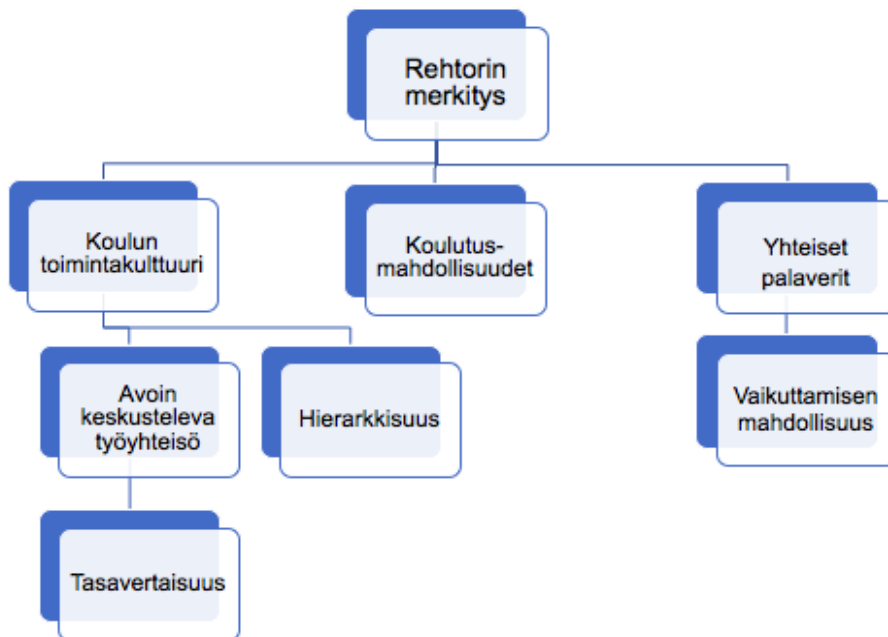 Rehtorin
merkitys
Koulun
toimintakulttuuri
Koulutus-
mahdollisuudet
Yhteiset
palaverit
Avoin
keskusteleva
työyhteisö
Hierarkkisuus
Vaikuttamisen
mahdollisuus
Tasavertaisuus